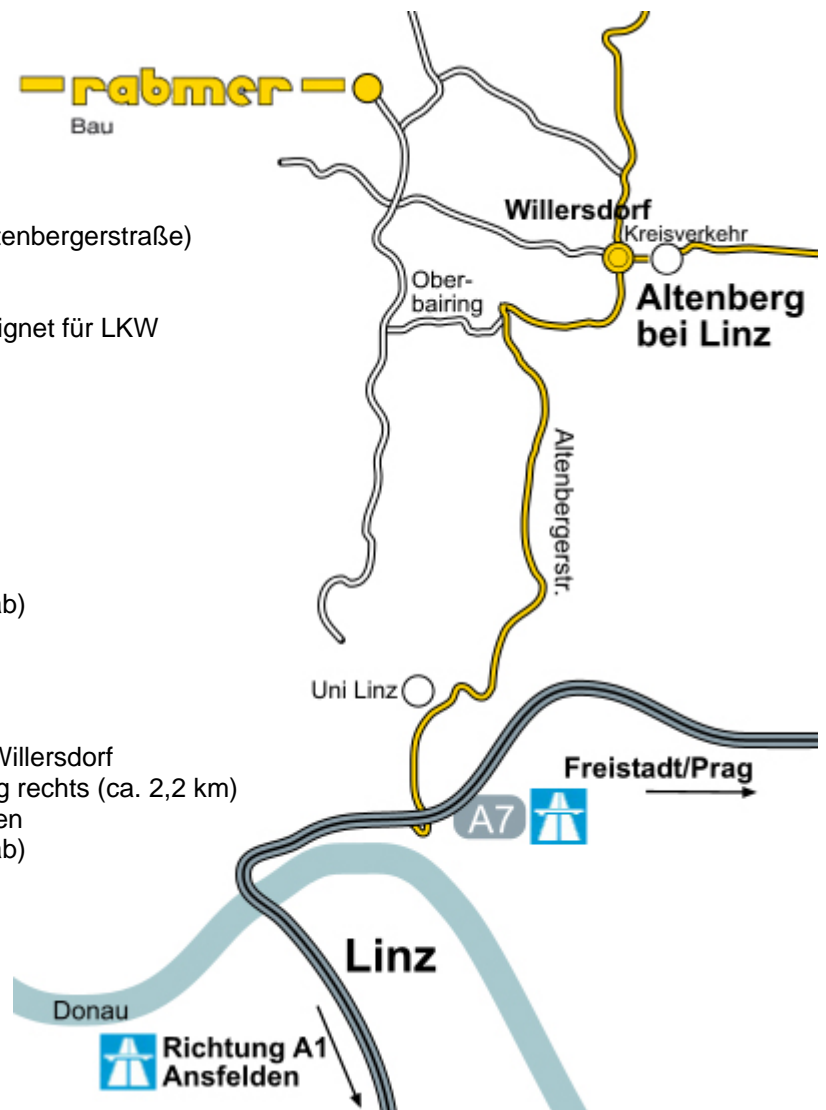 rabmer
Bau
tenbergerstraße)
ignet für LKW
ab)
Willersdorf
g rechts (ca. 2,2 km)
en
ab)
Willersdorf
Kreisverkehr
Ober-
bairing
Altenberg
bei Linz
Altenbergerstr.
Uni Linz
Freistadt/Prag
A7
Linz
Donau
Richtung A1
Ansfelden